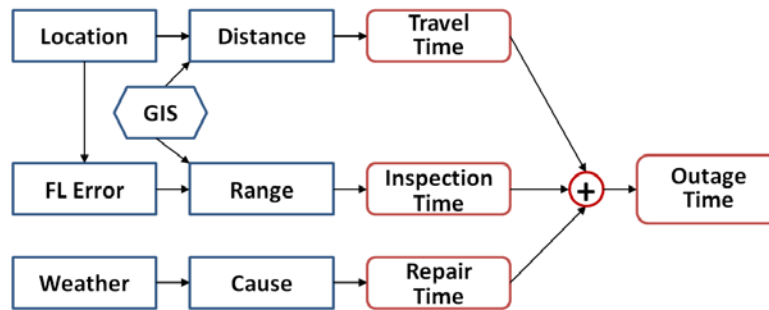 Location
Distance
Travel
Time
GIS
FL Error
Range
Inspection
Time
+
Outage
Time
Weather
Cause
Repair
Time